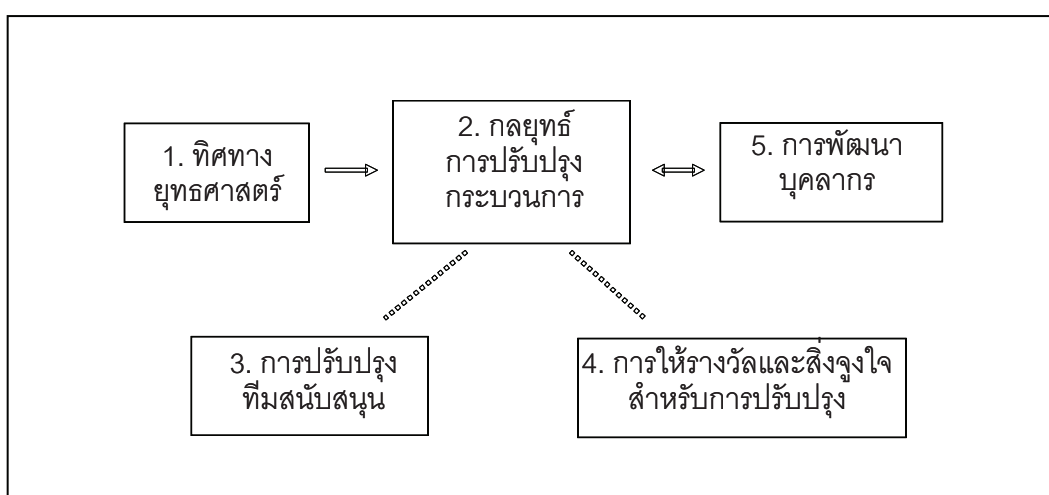 1. ทิศทาง
ยุทธศาสตร์
2. กลยุทธ์
การปรับปรุง
กระบวนการ
5. การพัฒนา
บุคลากร
3. การปรับปรุง
ทีมสนับสนุน
4. การให้รางวัลและสิ่งจูงใจ
สำหรับการปรับปรุง